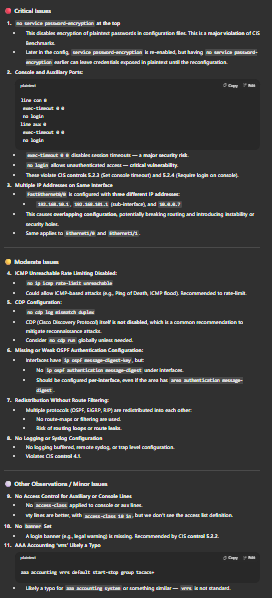 Critical Issues
1. no service password-encryption at the top
• This disables encryption of plaintext passwords in configuration files. This is a major violation of CIS
Benchmarks.
• Later in the config, service password-encryption is re-enabled, but having no service password-
encryption earlier can leave credentials exposed in plaintext until the reconfiguration.
2. Console and Auxiliary Ports:
plaintext Copy Edit
line con 0
exec-timeout 0 0
no login
line aux 0
exec-timeout 0 0
no login
• exec-timeout 0 0 disables session timeouts — a major security risk.
• no login allows unauthenticated access — critical vulnerability.
• These violate CIS controls 5.2.3 (Set console timeout) and 5.2.4 (Require login on console).
3. Multiple IP Addresses on Same Interface
• FastEthernet0/0 is configured with three different IP addresses:
• 192.168.10.1, 192.168.101.1 (sub-interface), and
• This causes overlapping configuration, potentially breaking routing and introducing instability or
security holes.
• Same applies to Ethernet1/0 and Ethernet1/1.
Moderate Issues
4. ICMP Unreachable Rate Limiting Disabled:
• no ip icmp rate-limit unreachable
• Could allow ICMP-based attacks (e.g., Ping of Death, ICMP flood). Recommended to rate-limit.
5. CDP Configuration:
• no cdp log mismatch duplex
• CDP (Cisco Discovery Protocol) itself is not disabled, which is a common recommendation to
mitigate reconnaissance attacks.
• Consider no cdp run globally unless needed.
6. Missing or Weak OSPF Authentication Configuration:
• Interfaces have ip ospf message-digest-key, but:
• No ip ospf authentication message-digest under interfaces.
• Should be configured per-interface, even if the area has area authentication message-
digest.
7. Redistribution Without Route Filtering:
• Multiple protocols (OSPF, EIGRP, RIP) are redistributed into each other:
• No route-maps or filtering are used.
• Risk of routing loops or route leaks.
8. No Logging or Syslog Configuration
• No logging buffered, remote syslog, or trap level configuration.
• Violates CIS control 4.1.
Other Observations / Minor Issues
9. No Access Control for Auxiliary or Console Lines
• No access-class applied to console or aux lines.
• vty lines are better, with access-class 10 in, but we don't see the access list definition.
10. No banner Set
• A login banner (e.g., legal warning) is missing. Recommended by CIS control 5.2.2.
11. AAA Accounting 'vrrs' Likely a Typo
plaintext Copy Edit
aaa accounting vrrs default start-stop group tacacs+
• Likely a typo for aaa accounting system or something similar — vrrs is not standard.